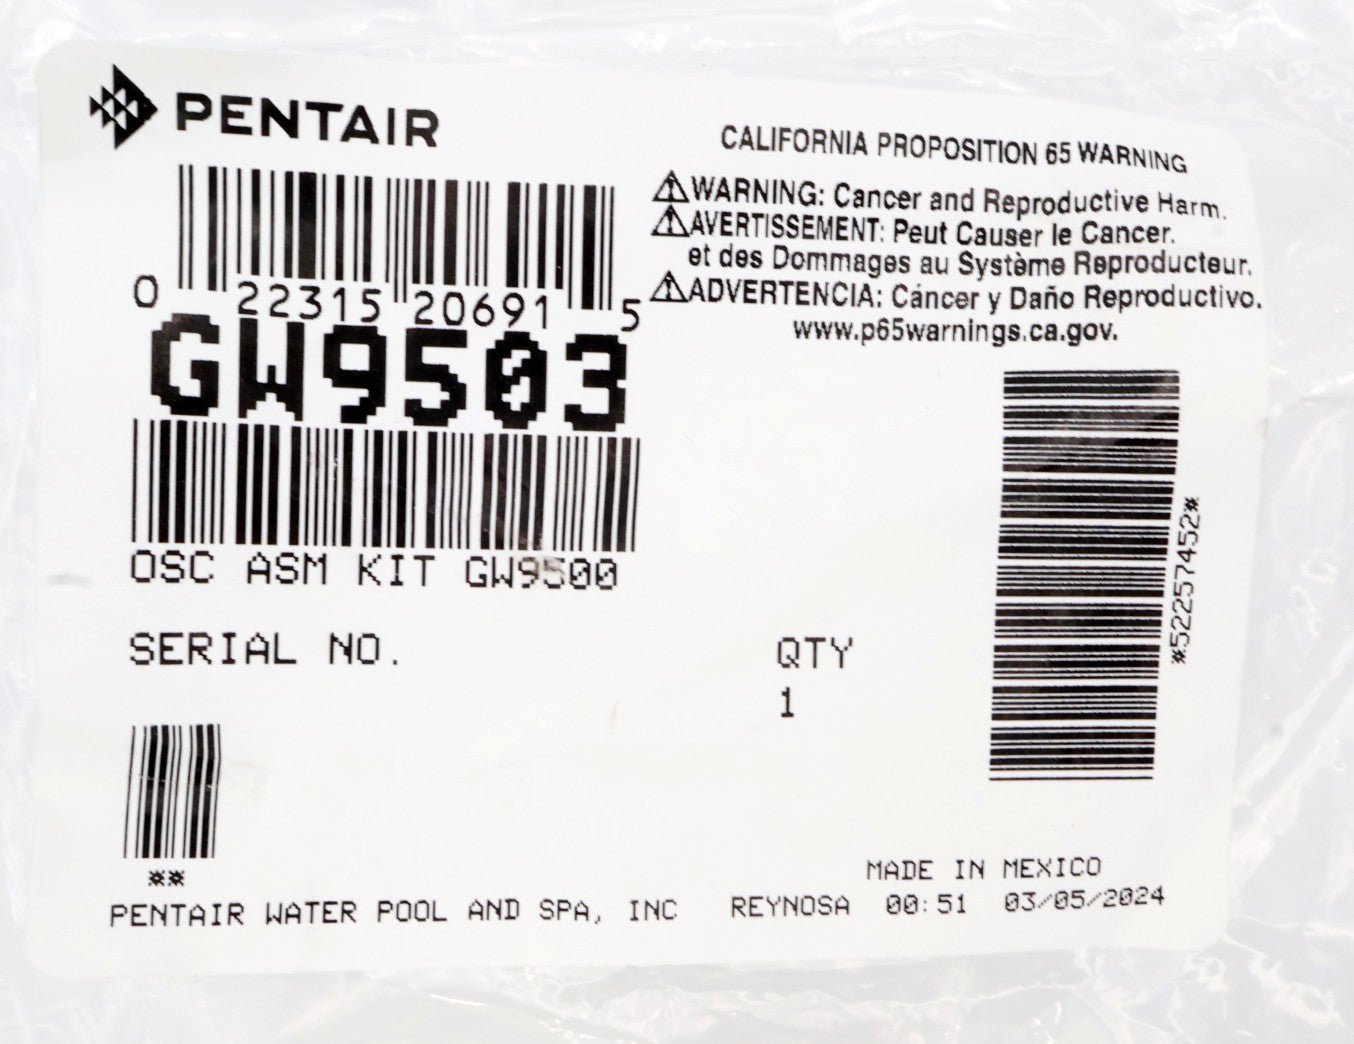 PENTAIR
0 22315 20691 5
GW9503
OSC ASM KIT GW9500
SERIAL NO.
**
CALIFORNIA PROPOSITION 65 WARNING
WARNING: Cancer and Reproductive Harm.
AVERTISSEMENT: Peut Causer le Cancer.
et des Dommages au Système Reproducteur.
ADVERTENCIA: Cáncer y Daño Reproductivo.
www.p65warnings.ca.gov.
*522574452*
QTY
1
MADE IN MEXICO
PENTAIR WATER POOL AND SPA, INC REYNOSA 00:51 03/05/2024